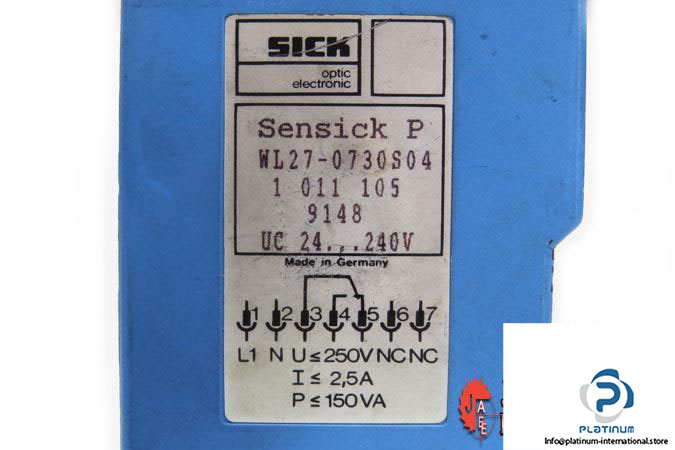 SICK
optic
electronic
Sensick P
WL27-0730S04
1 011 105
9148
UC 24...240V
Made in Germany
1 2 3 4 5 6 7
L1 N U≤250V NC NC
I ≤ 2,5A
P ≤ 150VA
JAEE
P
PLATINUM
Info@platinum-international.store